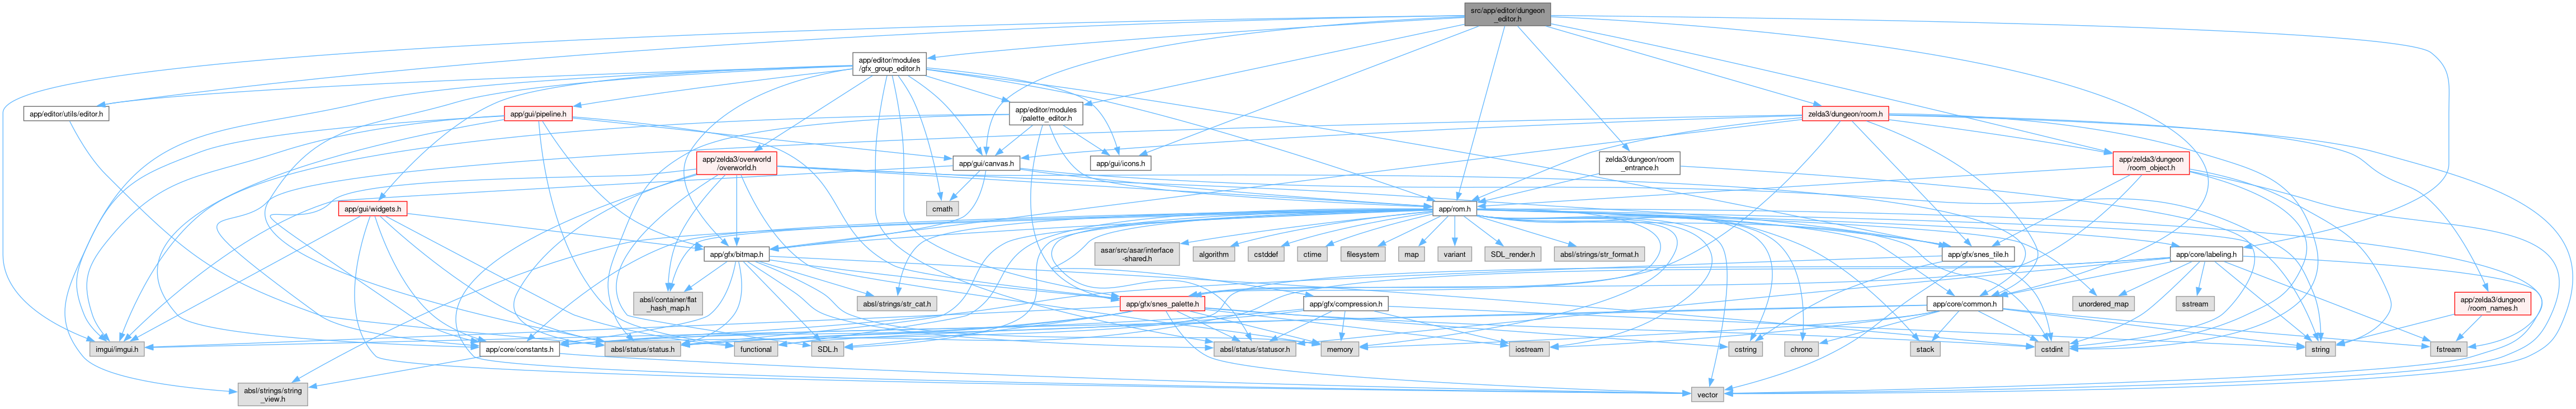 src/app/editor/dungeon
_editor.h
app/editor/modules
/gfx_group_editor.h
app/editor/utils/editor.h
app/gui/pipeline.h
app/editor/modules
/palette_editor.h
zelda3/dungeon/room.h
app/zelda3/overworld
/overworld.h
app/gui/canvas.h
app/gui/icons.h
zelda3/dungeon/room
_entrance.h
app/zelda3/dungeon
/room_object.h
app/gui/widgets.h
cmath
app/rom.h
app/gfx/bitmap.h
asar/src/asar/interface
-shared.h
algorithm
cstddef
ctime
filesystem
map
variant
SDL_render.h
absl/strings/str_format.h
app/gfx/snes_tile.h
app/core/labeling.h
absl/container/flat
_hash_map.h
absl/strings/str_cat.h
app/gfx/snes_palette.h
app/gfx/compression.h
app/core/common.h
unordered_map
sstream
app/zelda3/dungeon
/room_names.h
imgui/imgui.h
app/core/constants.h
absl/status/status.h
functional
SDL.h
absl/status/statusor.h
memory
iostream
cstring
chrono
stack
cstdint
string
fstream
absl/strings/string
_view.h
vector